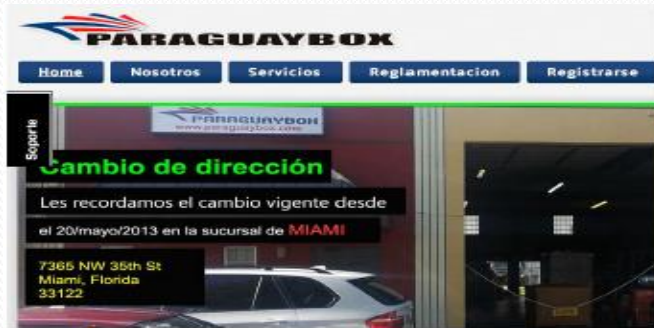 PARAGUAYBOX
Home Nosotros Servicios Reglamentacion Registrarse
Soporte
PARAGUAYBOX
www.paraguaybox.com
Cambio de dirección
Les recordamos el cambio vigente desde
el 20/mayo/2013 en la sucursal de MIAMI
7365 NW 35th St
Miami, Florida
33122